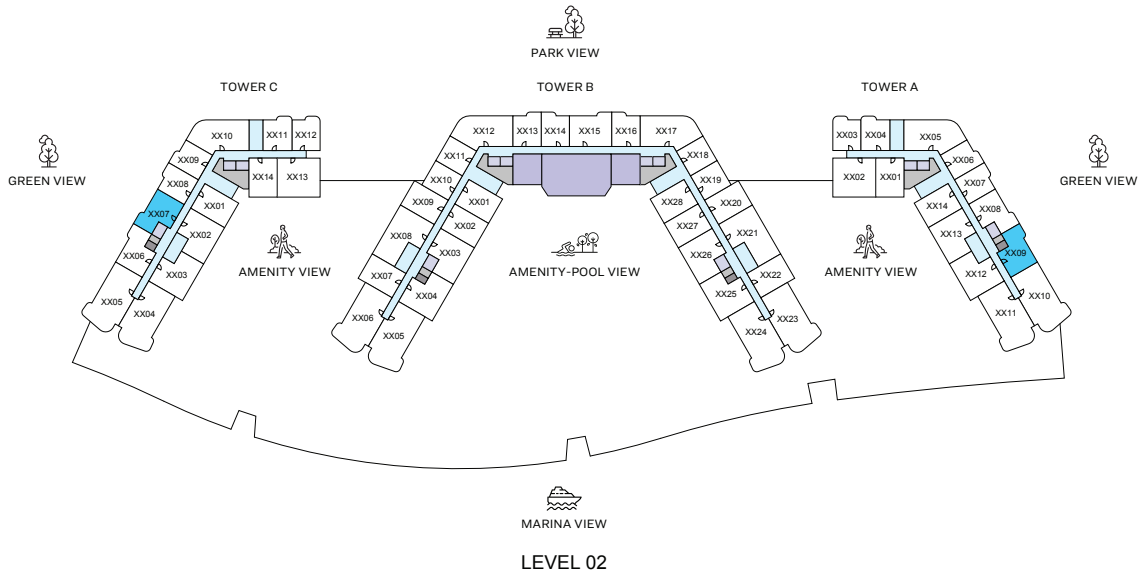 PARK VIEW
TOWER C
TOWER B
TOWER A
GREEN VIEW
GREEN VIEW
XX10
XX11
XX12
XX09
XX08
XX07
XX06
XX05
XX04
XX03
XX02
XX01
XX14
XX13
AMENITY VIEW
XX12
XX13
XX14
XX15
XX16
XX17
XX11
XX10
XX09
XX08
XX07
XX06
XX05
XX04
XX03
XX02
XX01
XX18
XX19
XX20
XX21
XX22
XX23
XX24
XX25
XX26
XX27
XX28
AMENITY-POOL VIEW
AMENITY VIEW
XX03
XX04
XX05
XX02
XX01
XX06
XX07
XX08
XX09
XX10
XX11
XX12
XX13
XX14
MARINA VIEW
LEVEL 02